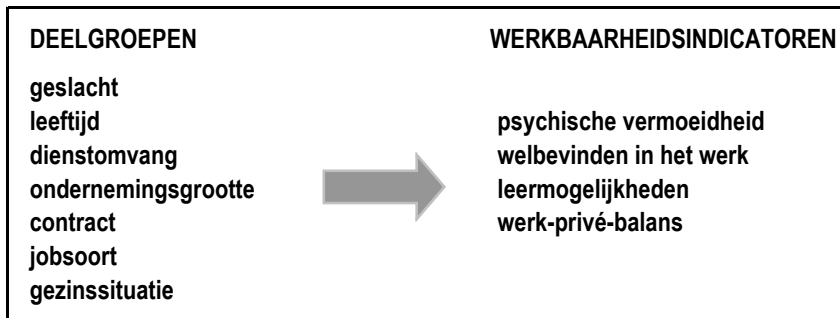 DEELGROEPEN
geslacht
leeftijd
dienstomvang
ondernemingsgrootte
contract
jobsoort
gezinssituatie
WERKBAARHEIDSINDICATOREN
psychische vermoeidheid
welbevinden in het werk
leermogelijkheden
werk-privé-balans